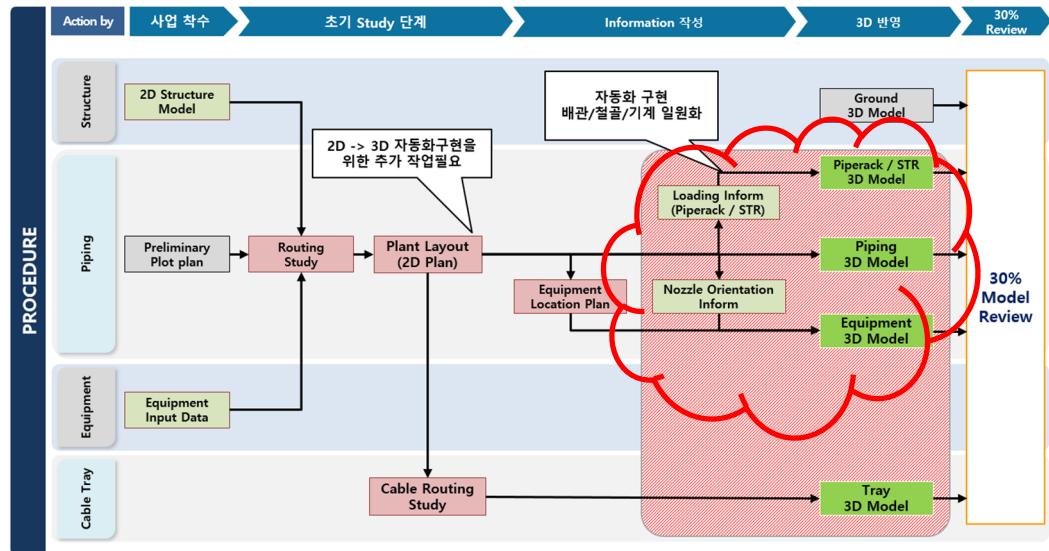 Action by
사업 착수
초기 Study 단계
Information 작성
3D 반영
30%
Review
PROCEDURE
Structure
2D Structure
Model
자동화 구현
배관/철골/기계 일원화
Ground
3D Model
2D -> 3D 자동화구현을
위한 추가 작업필요
Piping
Piperack / STR
3D Model
Loading Inform
(Piperack / STR)
Preliminary
Plot plan
Routing
Study
Plant Layout
(2D Plan)
Piping
3D Model
Equipment
Location Plan
Nozzle Orientation
Inform
Equipment
3D Model
30%
Model
Review
Equipment
Equipment
Input Data
Cable Tray
Cable Routing
Study
Tray
3D Model